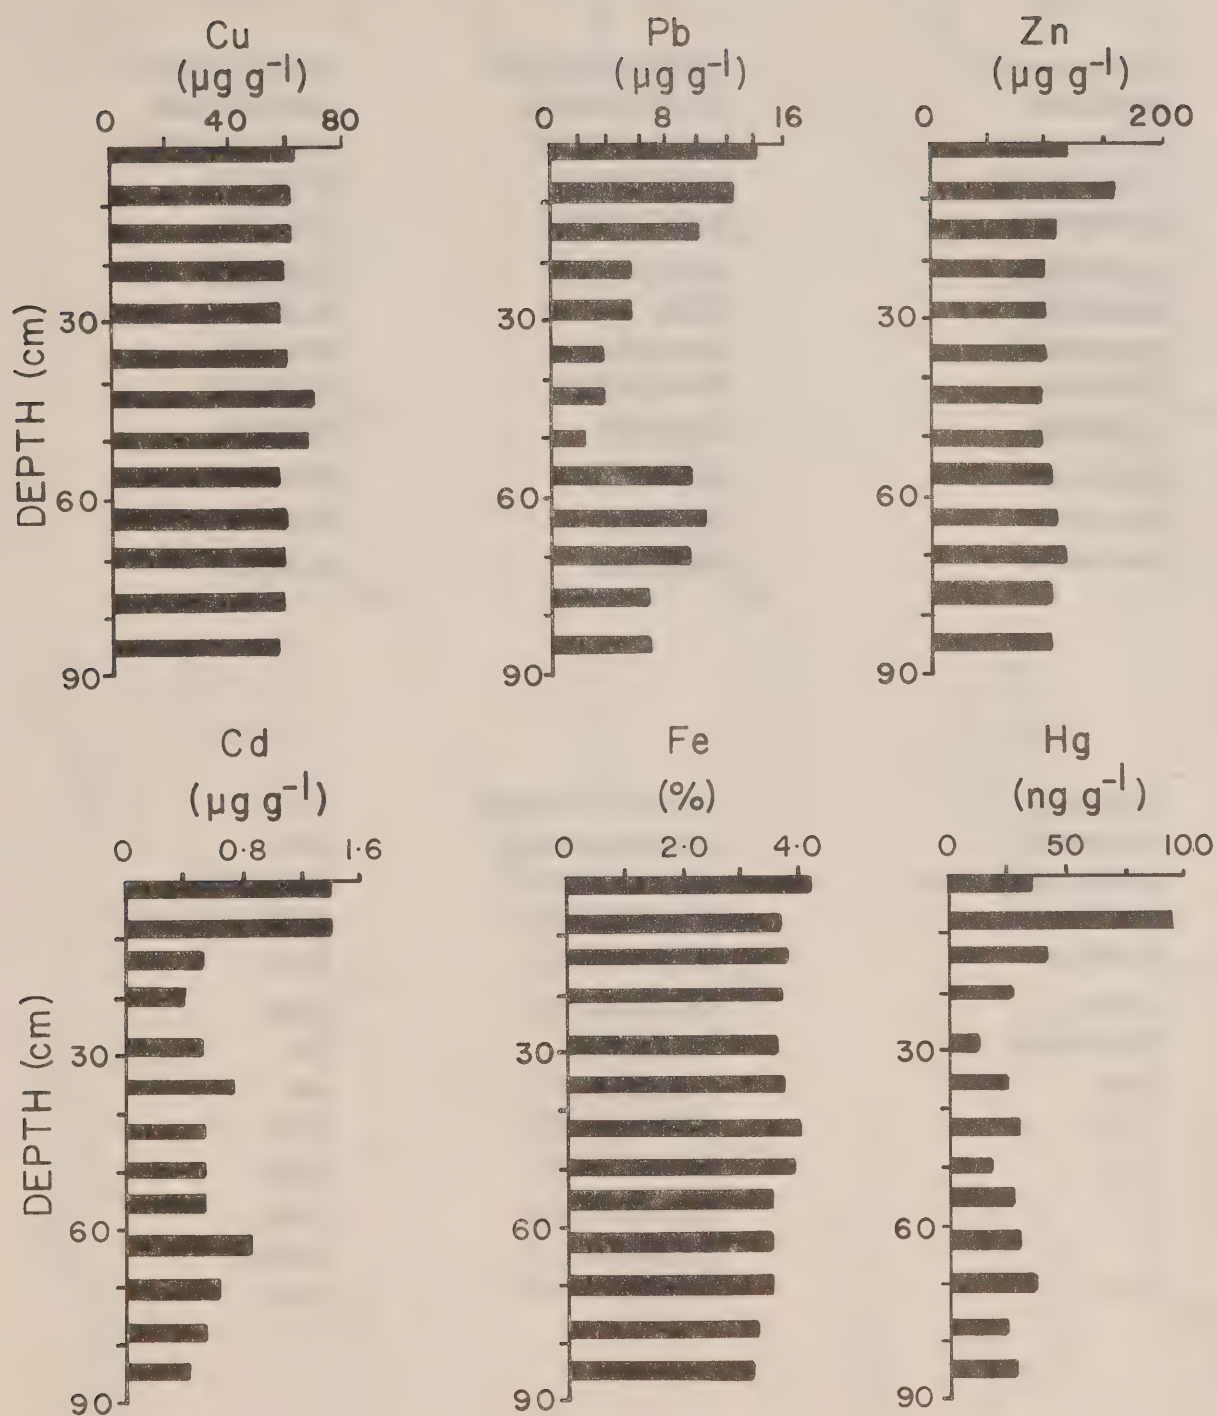 Cu Pb Zn
(µg g⁻¹) (µg g⁻¹) (µg g⁻¹)
0 40 80 0 8 16 0 200
DEPTH (cm)
30 30 30
60 60 60
90 90 90
Cd Fe Hg
(µg g⁻¹) (%) (ng g⁻¹)
0 0·8 1·6 0 2·0 4·0 0 50 100
DEPTH (cm)
30 30 30
60 60 60
90 90 90